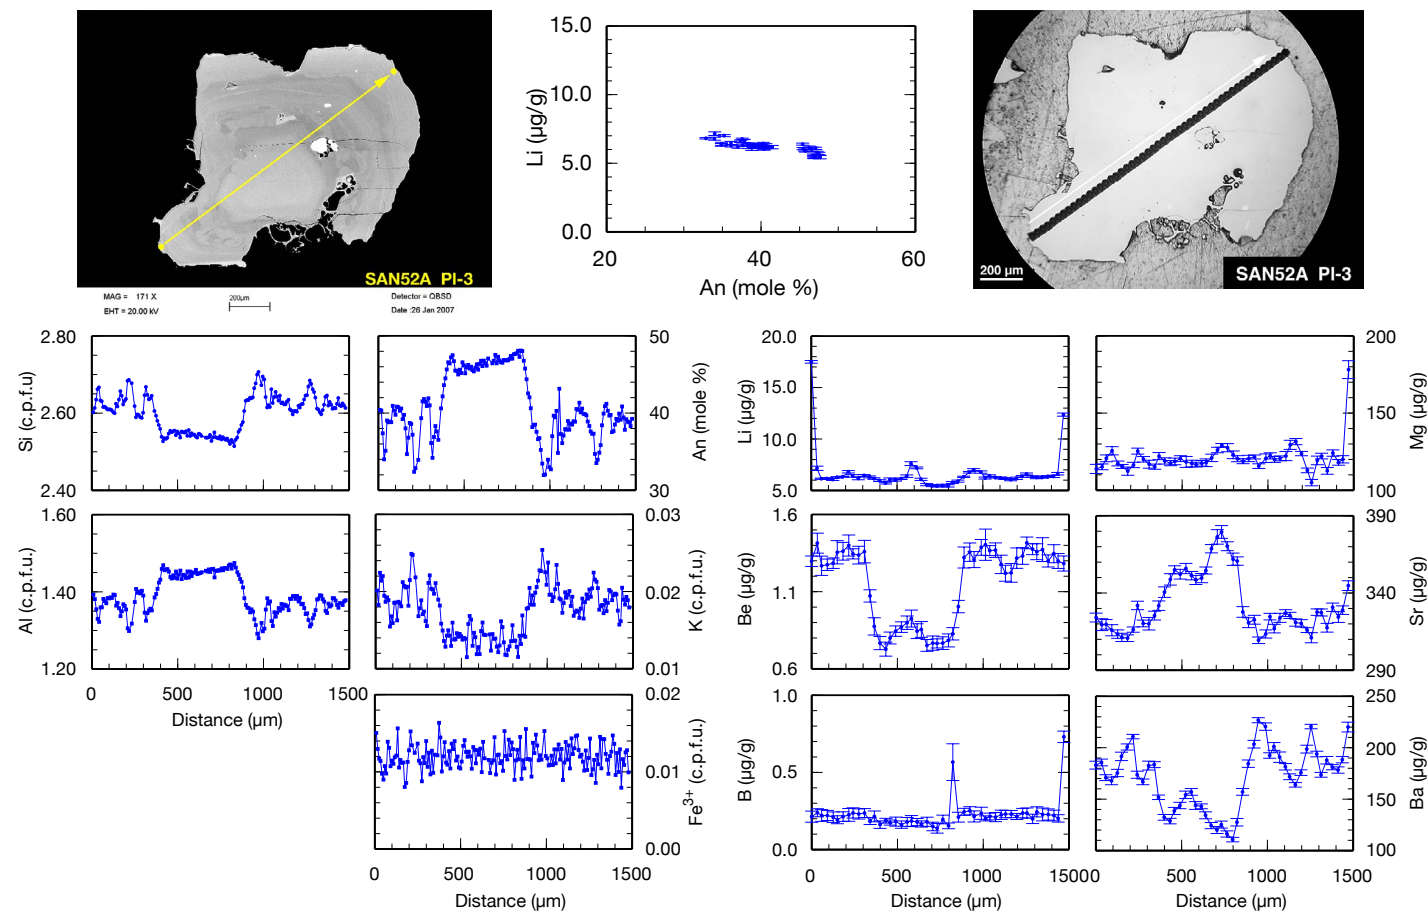 SAN52A PI-3
MAG = 171 X
EHT = 20.00 kV
200µm
Detector = QBSD
Date :26 Jan 2007
15.0
10.0
5.0
0.0
Li (µg/g)
20
40
60
An (mole %)
200 µm
SAN52A PI-3
2.80
2.60
2.40
Si (c.p.f.u)
50
40
30
An (mole %)
20.0
15.0
10.0
5.0
Li (µg/g)
200
150
100
Mg (µg/g)
1.60
1.40
1.20
Al (c.p.f.u.)
0
500
1000
1500
Distance (µm)
0.03
0.02
0.01
K (c.p.f.u.)
1.6
1.1
0.6
Be (µg/g)
390
340
290
Sr (µg/g)
0.02
0.01
0.00
Fe3+ (c.p.f.u.)
0
500
1000
1500
Distance (µm)
1.0
0.5
0.0
B (µg/g)
0
500
1000
1500
Distance (µm)
250
200
150
100
Ba (µg/g)
0
500
1000
1500
Distance (µm)